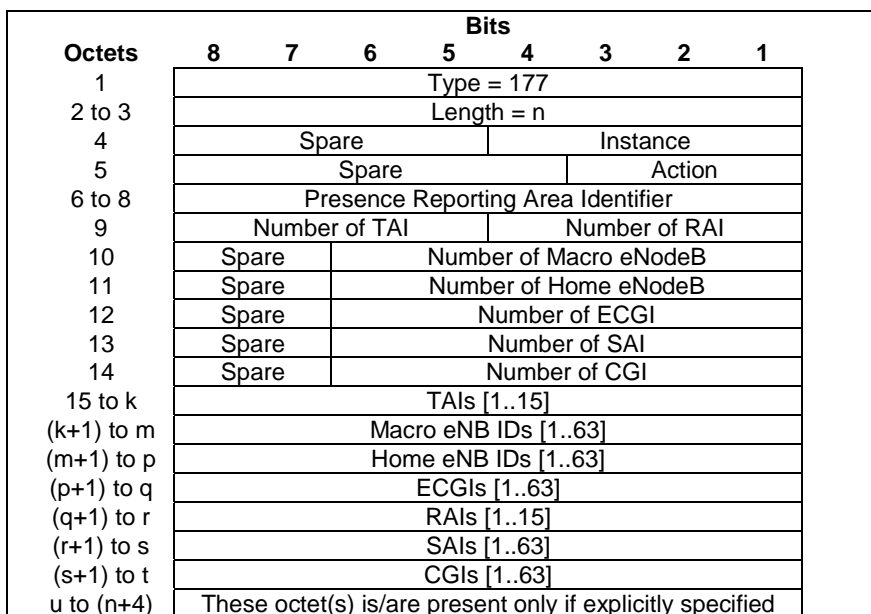 Bits
Octets 8 7 6 5 4 3 2 1
1 Type = 177
2 to 3 Length = n
4 Spare Instance
5 Spare Action
6 to 8 Presence Reporting Area Identifier
9 Number of TAI Number of RAI
10 Spare Number of Macro eNodeB
11 Spare Number of Home eNodeB
12 Spare Number of ECGI
13 Spare Number of SAI
14 Spare Number of CGI
15 to k TAIs [1..15]
(k+1) to m Macro eNB IDs [1..63]
(m+1) to p Home eNB IDs [1..63]
(p+1) to q ECGIs [1..63]
(q+1) to r RAIs [1..15]
(r+1) to s SAIs [1..63]
(s+1) to t CGIs [1..63]
u to (n+4) These octet(s) is/are present only if explicitly specified